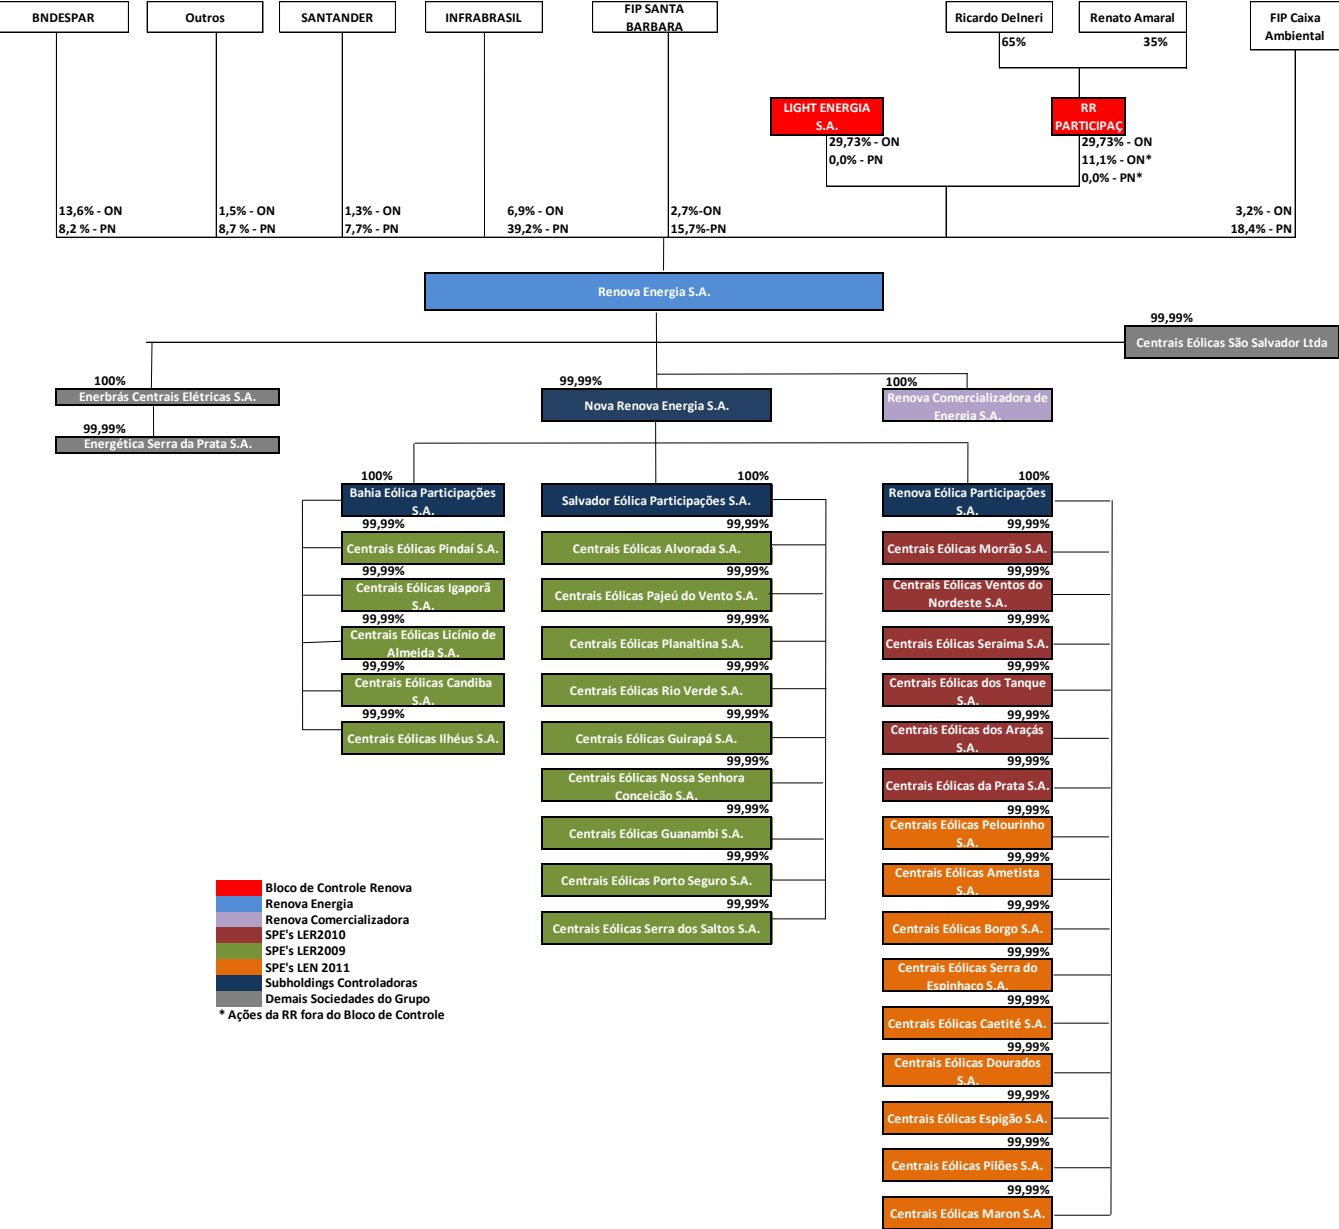 BNDESPAR
Outros
SANTANDER
INFRABRASIL
FIP SANTA
BARBARA
Ricardo Delneri
Renato Amaral
FIP Caixa
Ambiental
65%
35%
LIGHT ENERGIA
S.A.
RR
PARTICIPAÇ
29,73% - ON
0,0% - PN
29,73% - ON
11,1% - ON*
0,0% - PN*
13,6% - ON
8,2 % - PN
1,5% - ON
8,7 % - PN
1,3% - ON
7,7% - PN
6,9% - ON
39,2% - PN
2,7%-ON
15,7%-PN
3,2% - ON
18,4% - PN
Renova Energia S.A.
99,99%
Centrais Eólicas São Salvador Ltda
100%
Enerbrás Centrais Elétricas S.A.
99,99%
Energética Serra da Prata S.A.
99,99%
Nova Renova Energia S.A.
100%
Renova Comercializadora de
Energia S.A.
100%
Bahia Eólica Participações
S.A.
99,99%
Centrais Eólicas Pindaí S.A.
99,99%
Centrais Eólicas Igaporã
S.A.
99,99%
Centrais Eólicas Licínio de
Almeida S.A.
99,99%
Centrais Eólicas Candiba
S.A.
99,99%
Centrais Eólicas Ilhéus S.A.
100%
Salvador Eólica Participações S.A.
99,99%
Centrais Eólicas Alvorada S.A.
99,99%
Centrais Eólicas Pajeú do Vento S.A.
99,99%
Centrais Eólicas Planaltina S.A.
99,99%
Centrais Eólicas Rio Verde S.A.
99,99%
Centrais Eólicas Guirapá S.A.
99,99%
Centrais Eólicas Nossa Senhora
Conceição S.A.
99,99%
Centrais Eólicas Guanambi S.A.
99,99%
Centrais Eólicas Porto Seguro S.A.
99,99%
Centrais Eólicas Serra dos Saltos S.A.
100%
Renova Eólica Participações
S.A.
99,99%
Centrais Eólicas Morrão S.A.
99,99%
Centrais Eólicas Ventos do
Nordeste S.A.
99,99%
Centrais Eólicas Seraima S.A.
99,99%
Centrais Eólicas dos Tanque
S.A.
99,99%
Centrais Eólicas dos Araçás
S.A.
99,99%
Centrais Eólicas da Prata S.A.
99,99%
Centrais Eólicas Pelourinho
S.A.
99,99%
Centrais Eólicas Ametista
S.A.
99,99%
Centrais Eólicas Borgo S.A.
99,99%
Centrais Eólicas Serra do
Espinhaço S.A.
99,99%
Centrais Eólicas Caetité S.A.
99,99%
Centrais Eólicas Dourados
S.A.
99,99%
Centrais Eólicas Espigão S.A.
99,99%
Centrais Eólicas Pilões S.A.
99,99%
Centrais Eólicas Maron S.A.
Bloco de Controle Renova
Renova Energia
Renova Comercializadora
SPE's LER2010
SPE's LER2009
SPE's LEN 2011
Subholdings Controladoras
Demais Sociedades do Grupo
* Ações da RR fora do Bloco de Controle